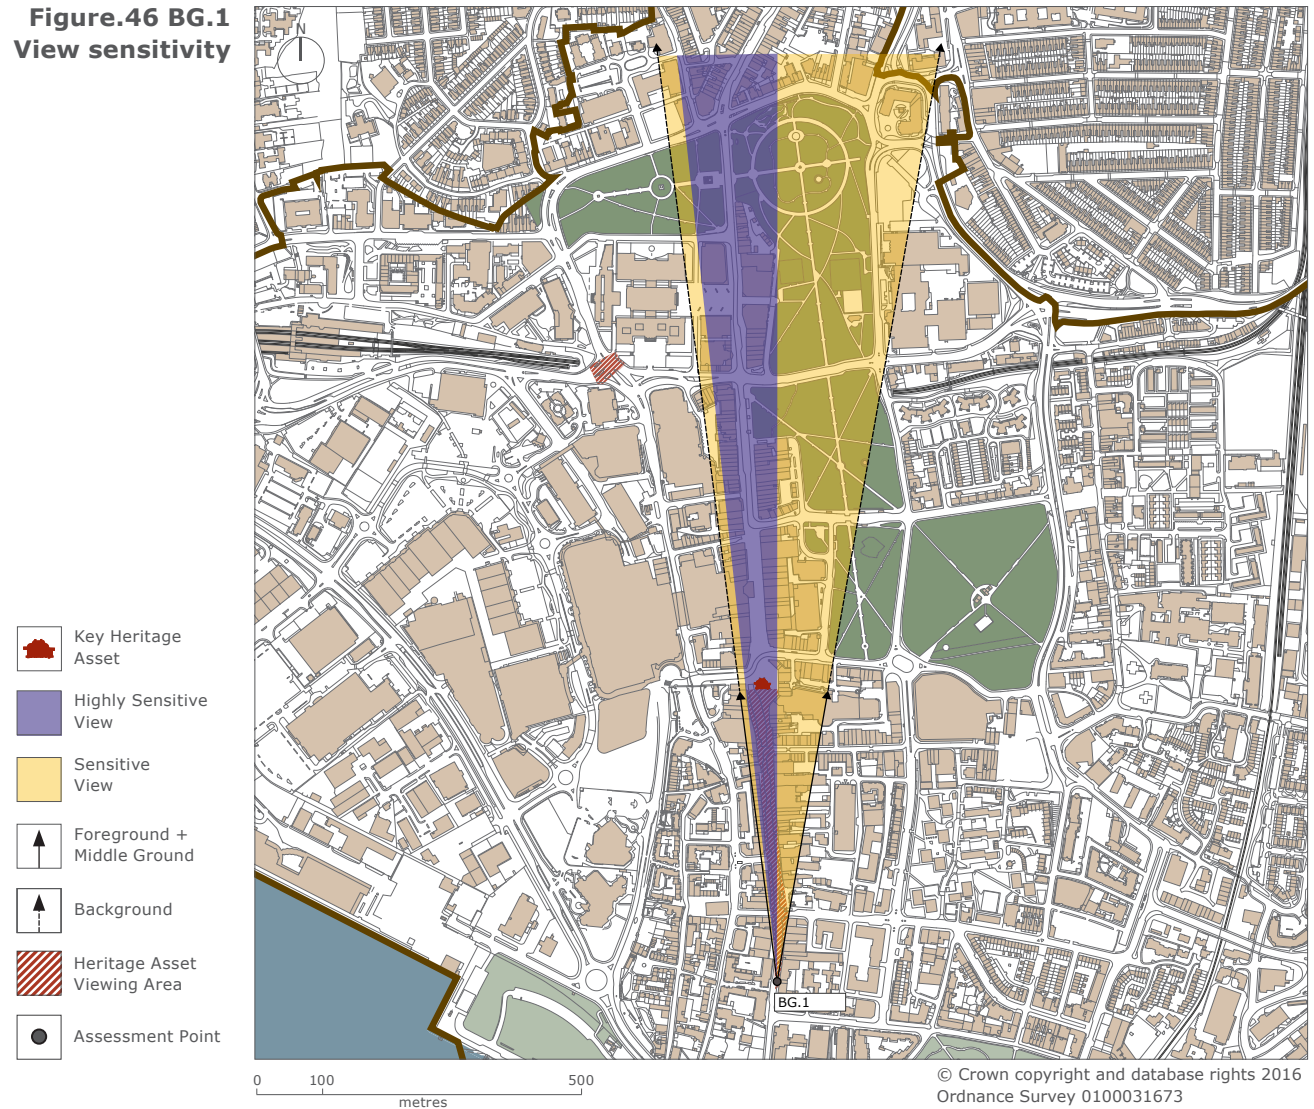 Figure.46 BG.1
View sensitivity
N
Key Heritage
Asset
Highly Sensitive
View
Sensitive
View
Foreground +
Middle Ground
Background
Heritage Asset
Viewing Area
Assessment Point
BG.1
0 100 500
metres
© Crown copyright and database rights 2016
Ordnance Survey 0100031673